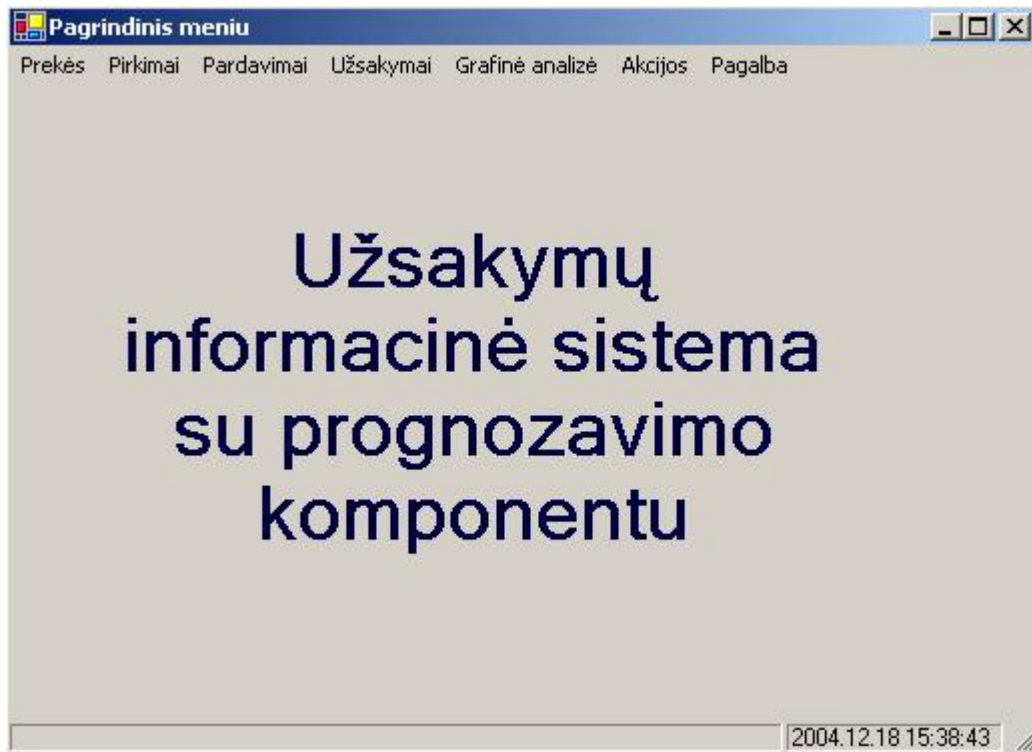 Pagrindinis meniu
Prekės Pirkimai Pardavimai Užsakymai Grafinė analizė Akcijos Pagalba
Užsakymų
informacinė sistema
su prognozavimo
komponentu
2004.12.18 15:38:43